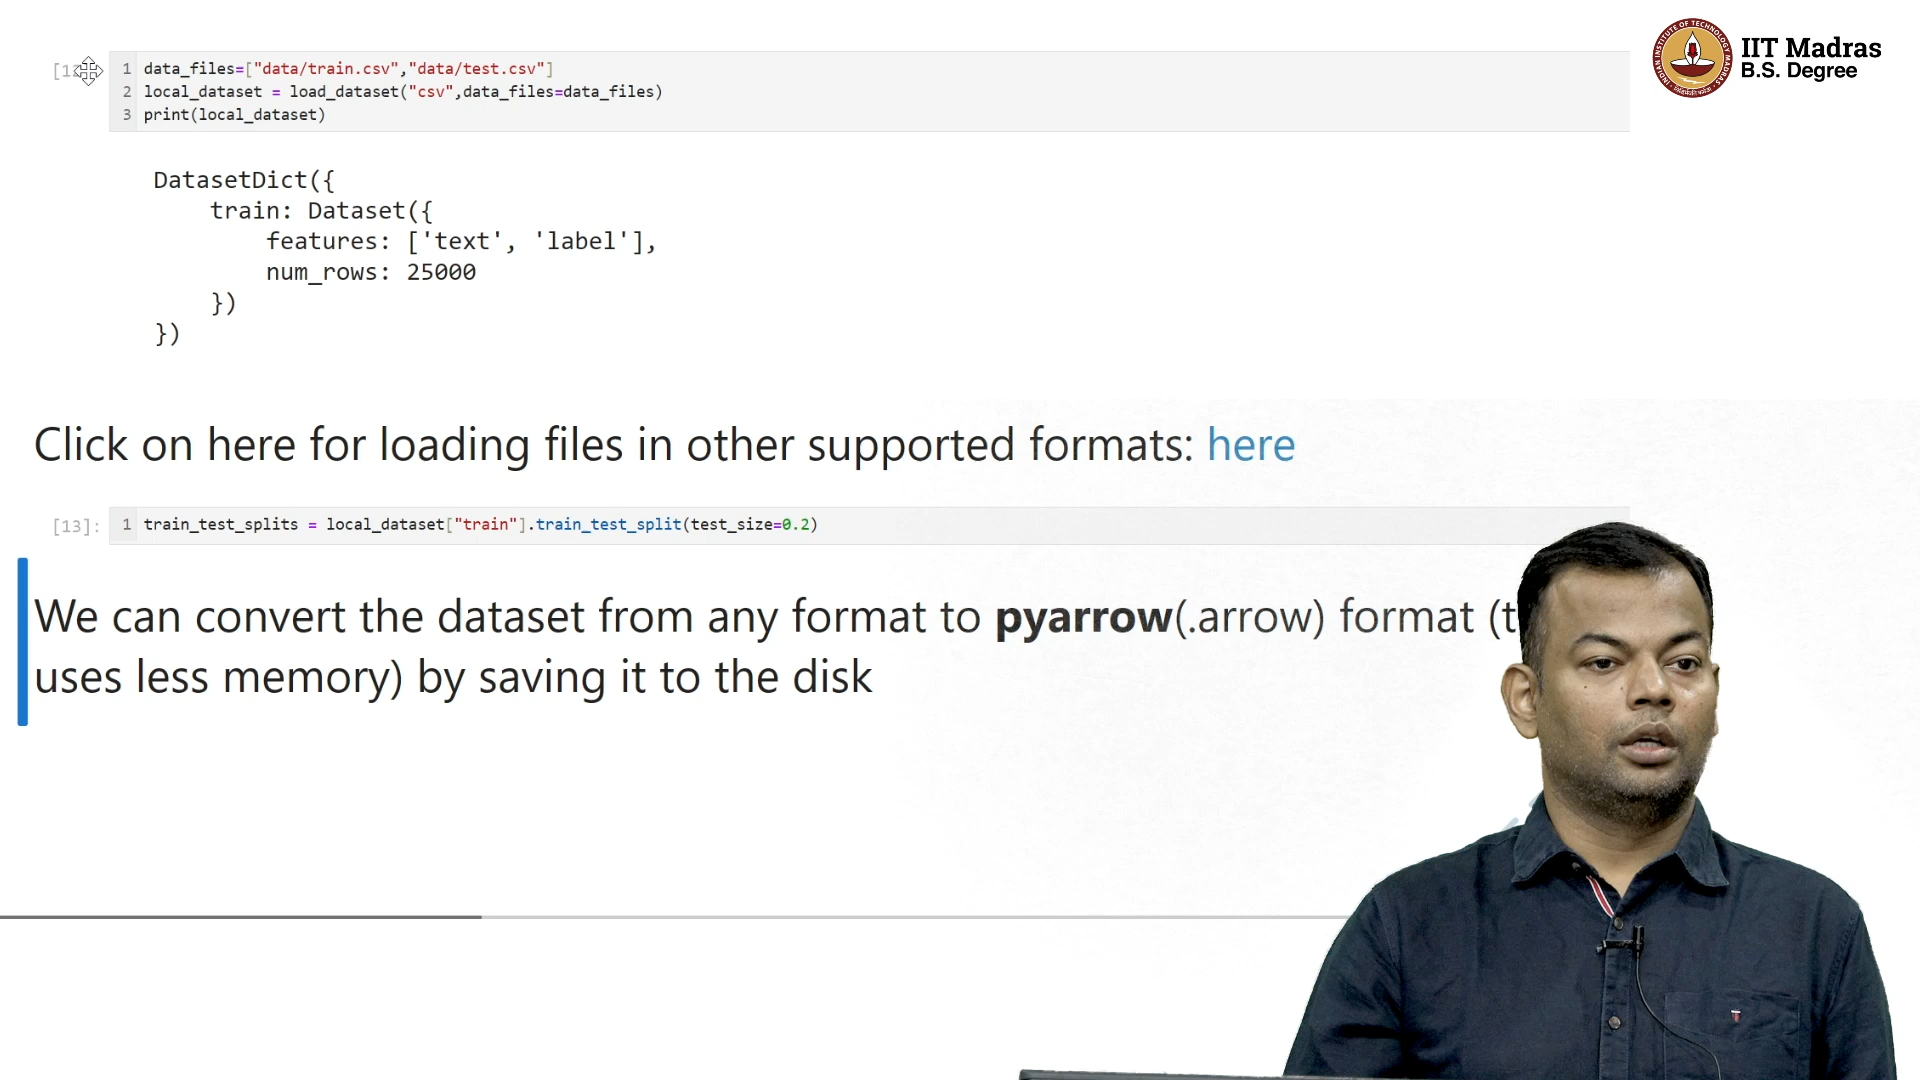 IIT Madras
B.S. Degree
1 data_files=["data/train.csv","data/test.csv"]
2 local_dataset = load_dataset("csv",data_files=data_files)
3 print(local_dataset)
DatasetDict({
train: Dataset({
features: ['text', 'label'],
num_rows: 25000
})
})
Click on here for loading files in other supported formats: here
[13]: 1 train_test_splits = local_dataset["train"].train_test_split(test_size=0.2)
We can convert the dataset from any format to pyarrow(.arrow) format (t
uses less memory) by saving it to the disk